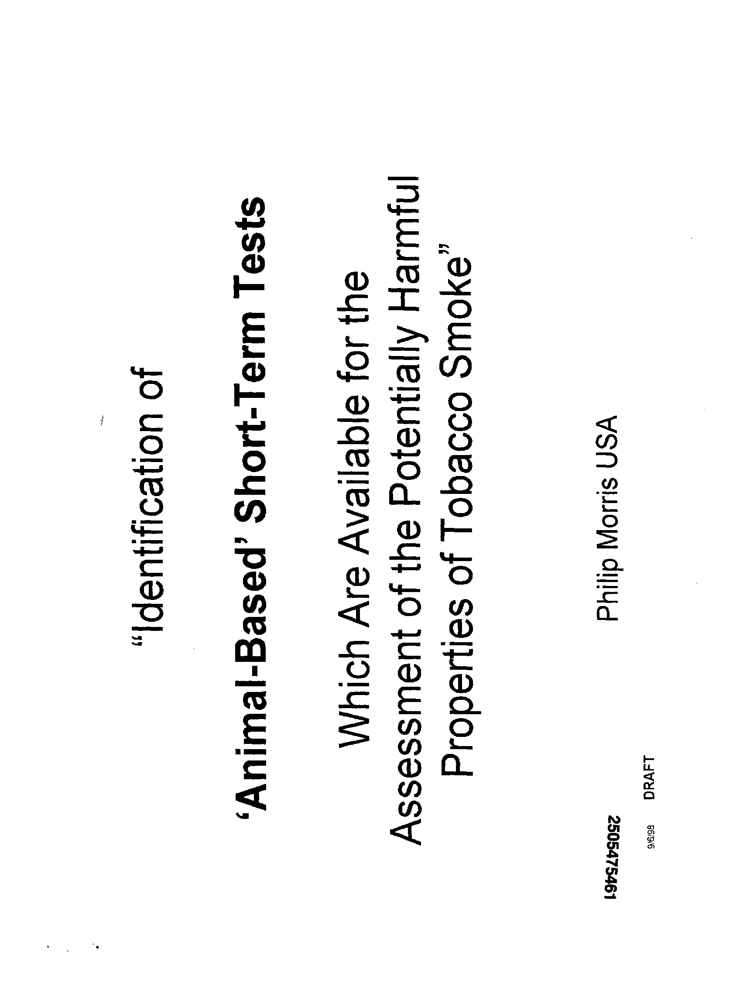 “Identification of
‘Animal-Based’ Short-Term Tests
Which Are Available for the
Assessment of the Potentially Harmful
Properties of Tobacco Smoke”
Philip Morris USA
9/6/98 DRAFT
2505475461